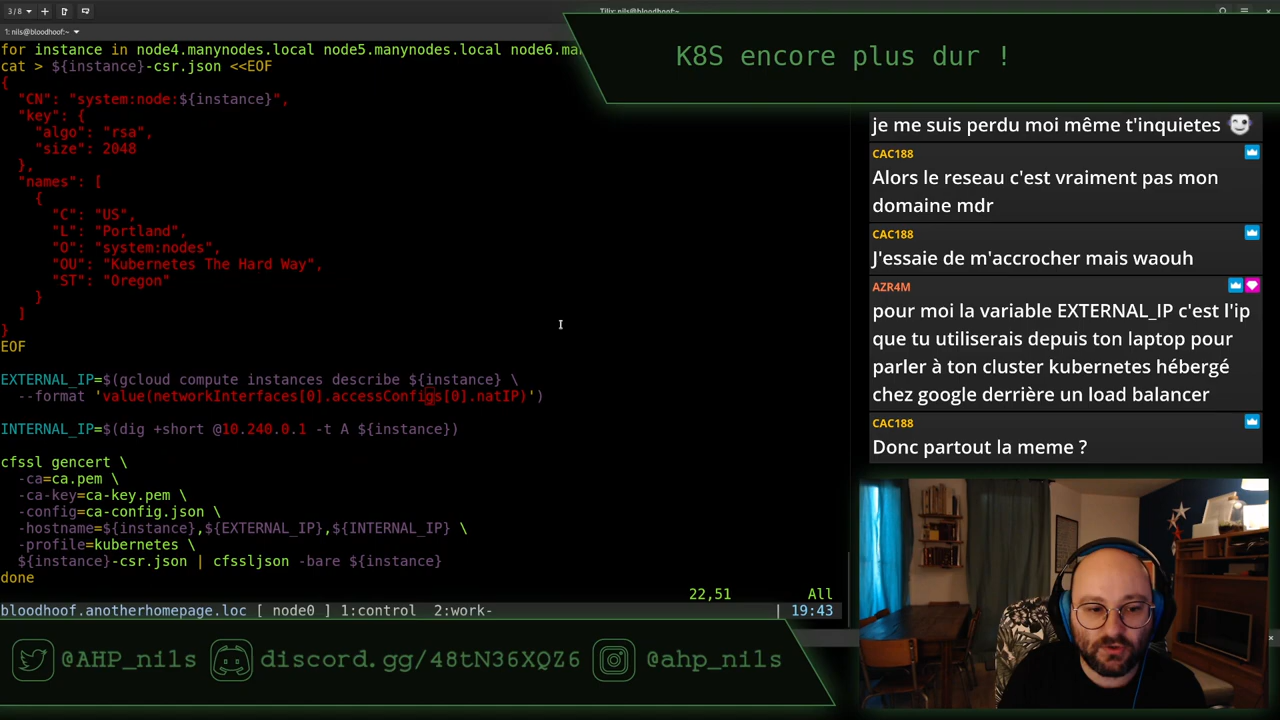 3/8
Tilix: nils@bloodhoof:~
1: nils@bloodhoof:~
K8S encore plus dur !
for instance in node4.manynodes.local node5.manynodes.local node6.ma
cat > ${instance}-csr.json <<EOF
{
"CN": "system:node:${instance}",
"key": {
"algo": "rsa",
"size": 2048
},
"names": [
{
"C": "US",
"L": "Portland",
"O": "system:nodes",
"OU": "Kubernetes The Hard Way",
"ST": "Oregon"
}
]
}
EOF
EXTERNAL_IP=$(gcloud compute instances describe ${instance} \
--format 'value(networkInterfaces[0].accessConfigs[0].natIP)')
INTERNAL_IP=$(dig +short @10.240.0.1 -t A ${instance})
cfssl gencert \
-ca=ca.pem \
-ca-key=ca-key.pem \
-config=ca-config.json \
-hostname=${instance},${EXTERNAL_IP},${INTERNAL_IP} \
-profile=kubernetes \
${instance}-csr.json | cfssljson -bare ${instance}
done
22,51 All
bloodhoof.anotherhomepage.loc [ node0 ] 1:control 2:work- | 19:43
je me suis perdu moi même t'inquietes
CAC188
Alors le reseau c'est vraiment pas mon
domaine mdr
CAC188
J'essaie de m'accrocher mais waouh
AZR4M
pour moi la variable EXTERNAL_IP c'est l'ip
que tu utiliserais depuis ton laptop pour
parler à ton cluster kubernetes hébergé
chez google derrière un load balancer
CAC188
Donc partout la meme ?
@AHP_nils discord.gg/48tN36XQZ6 @ahp_nils